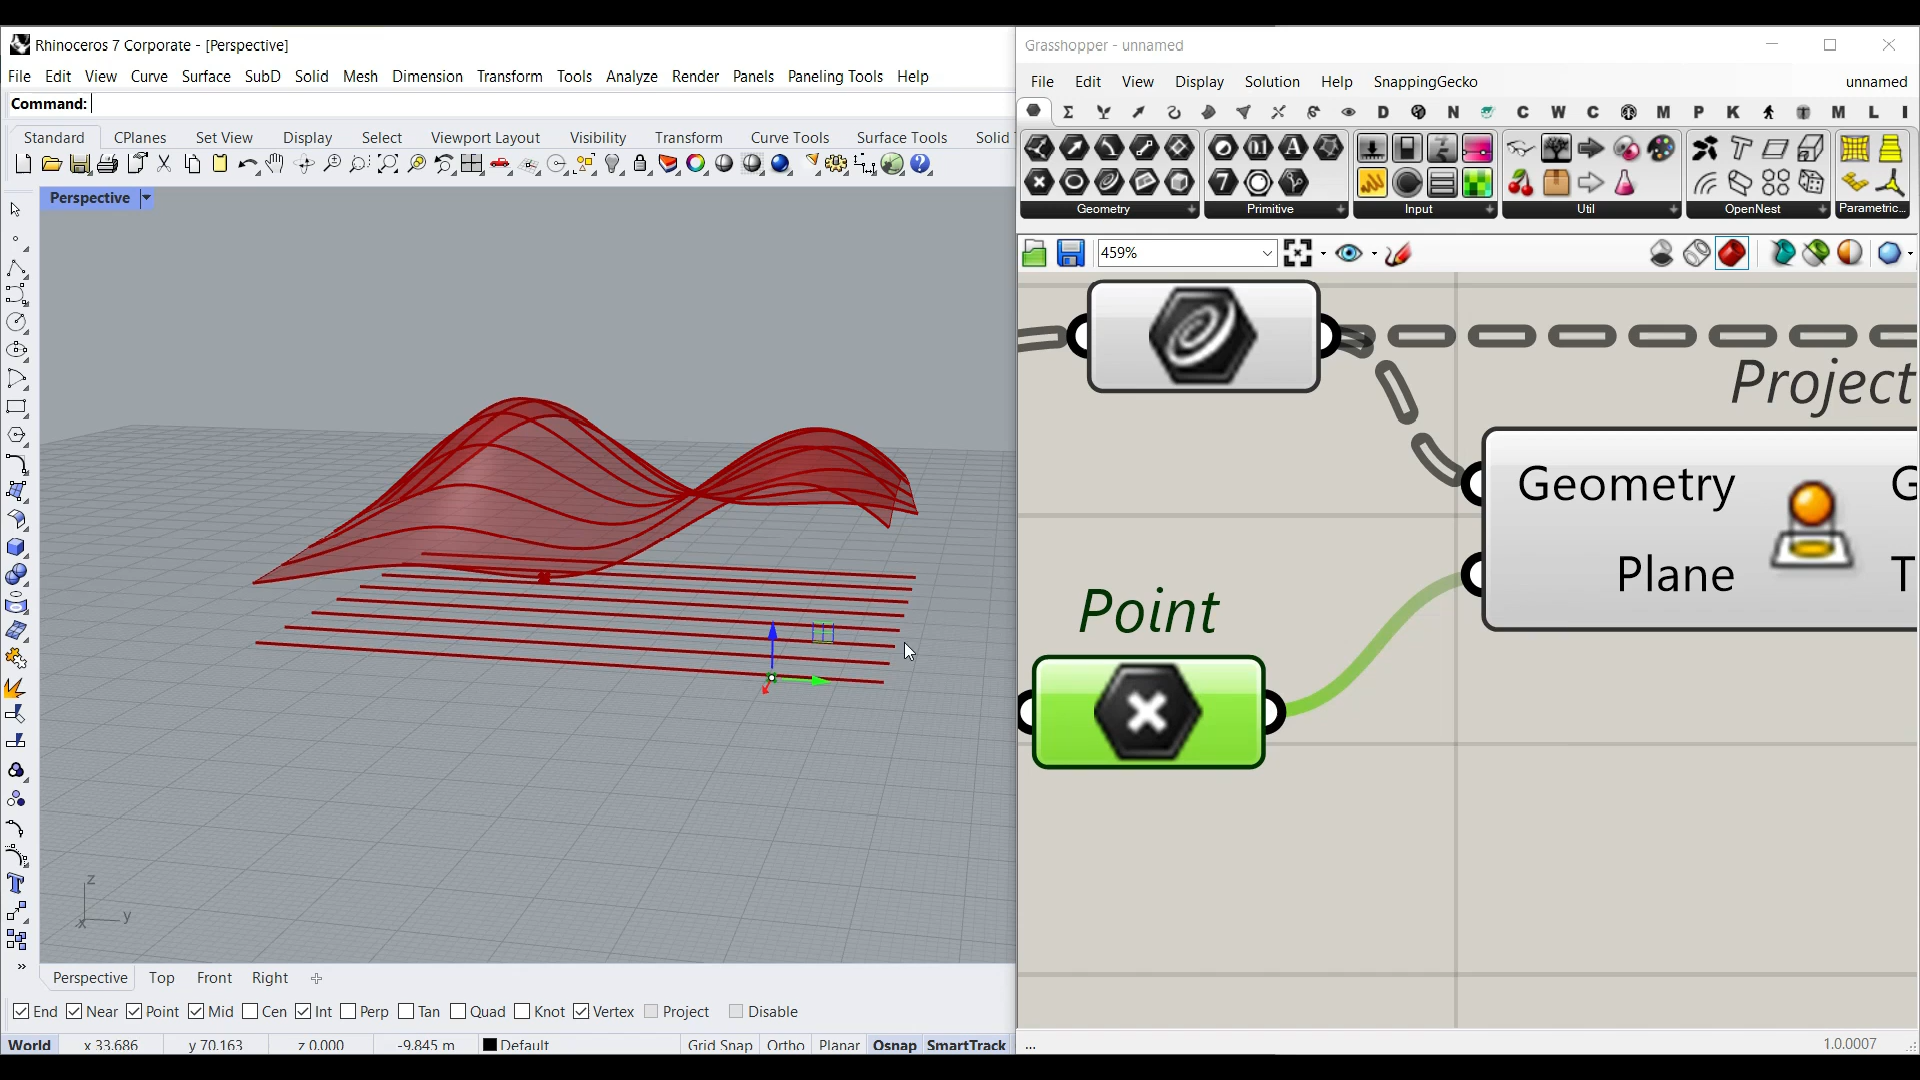 Rhinoceros 7 Corporate - [Perspective]
File Edit View Curve Surface SubD Solid Mesh Dimension Transform Tools Analyze Render Panels Paneling Tools Help
Command:
Standard CPlanes Set View Display Select Viewport Layout Visibility Transform Curve Tools Surface Tools Solid T
Perspective
z
x y
Perspective Top Front Right
End Near Point Mid Cen Int Perp Tan Quad Knot Vertex Project Disable
World x 33.686 y 70.163 z 0.000 -9.845 m Default Grid Snap Ortho Planar Osnap SmartTrack
Grasshopper - unnamed
File Edit View Display Solution Help SnappingGecko unnamed
D N C W C M P K M L I
Geometry Primitive Input Util OpenNest Parametric...
459%
Project
Geometry G
Plane T
Point
... 1.0.0007